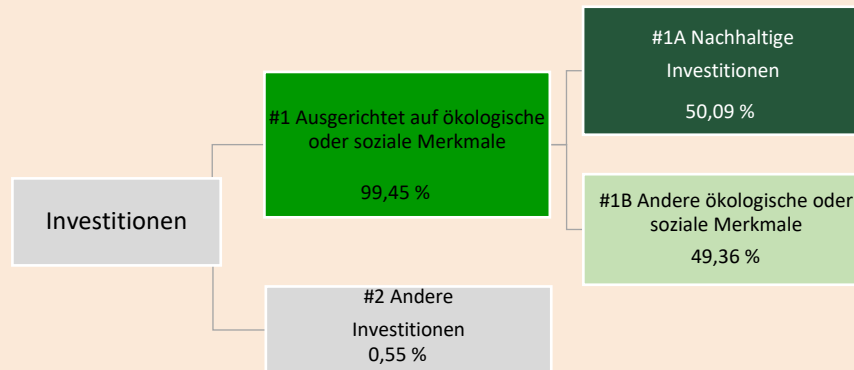 Investitionen
#1 Ausgerichtet auf ökologische
oder soziale Merkmale
99,45 %
#2 Andere
Investitionen
0,55 %
#1A Nachhaltige
Investitionen
50,09 %
#1B Andere ökologische oder
soziale Merkmale
49,36 %